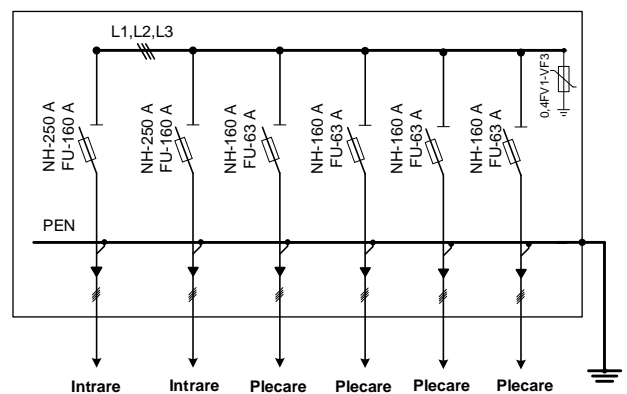 L1,L2,L3
NH-250 A
FU-160 A
NH-250 A
FU-160 A
NH-160 A
FU-63 A
NH-160 A
FU-63 A
NH-160 A
FU-63 A
NH-160 A
FU-63 A
0,4FV1-VF3
PEN
Intrare
Intrare
Plecare
Plecare
Plecare
Plecare